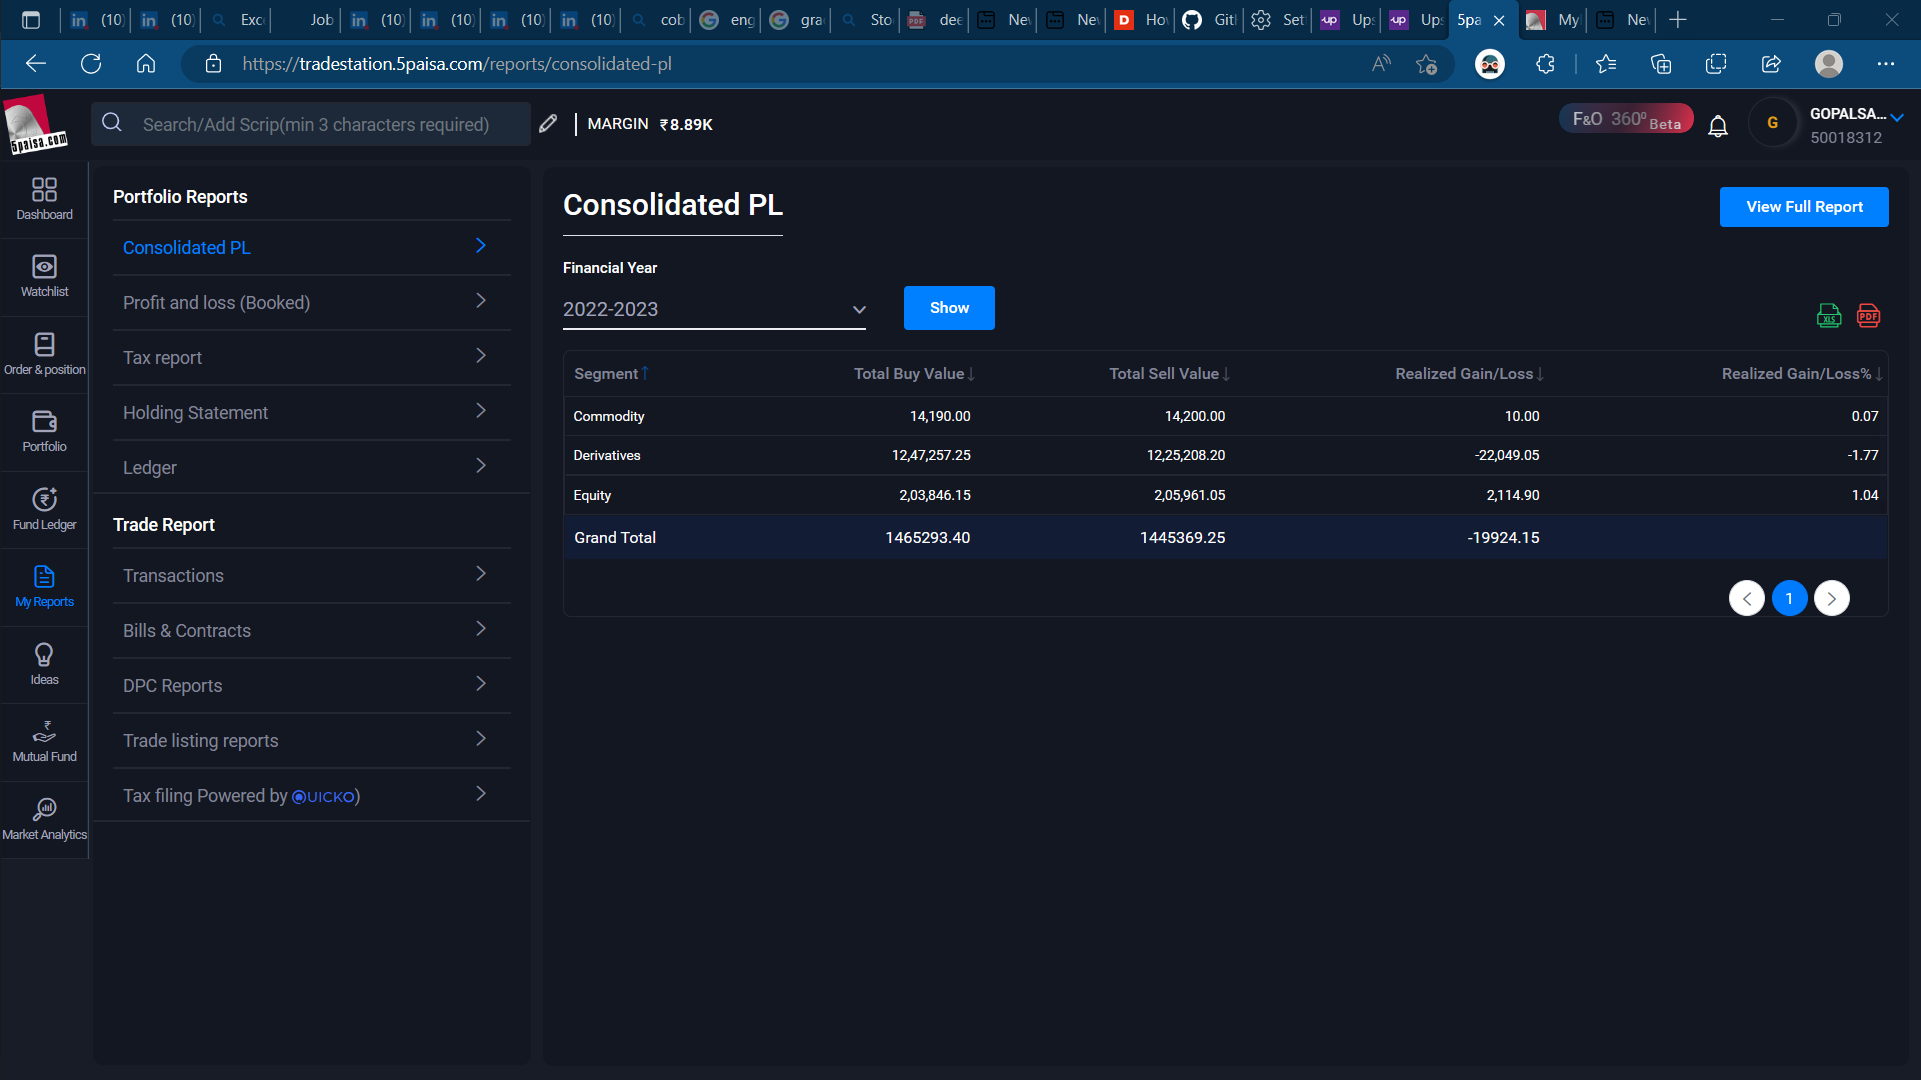 (10) (10) Exc Job (10) (10) (10) (10) cob eng gra Sto dee Nev Nev D Ho Gitl Set up Ups up Ups 5pa My Nev
https://tradestation.5paisa.com/reports/consolidated-pl
5paisa.com
Search/Add Scrip(min 3 characters required)
MARGIN ₹8.89K
F&O 360° Beta
G
GOPALSA...
50018312
Dashboard
Watchlist
Order & position
Portfolio
Fund Ledger
My Reports
Ideas
Mutual Fund
Market Analytics
Portfolio Reports
Consolidated PL
Profit and loss (Booked)
Tax report
Holding Statement
Ledger
Trade Report
Transactions
Bills & Contracts
DPC Reports
Trade listing reports
Tax filing Powered by QUICKO)
Consolidated PL
View Full Report
Financial Year
2022-2023
Show
XLS PDF
Segment Total Buy Value Total Sell Value Realized Gain/Loss Realized Gain/Loss%
Commodity 14,190.00 14,200.00 10.00 0.07
Derivatives 12,47,257.25 12,25,208.20 -22,049.05 -1.77
Equity 2,03,846.15 2,05,961.05 2,114.90 1.04
Grand Total 1465293.40 1445369.25 -19924.15
1